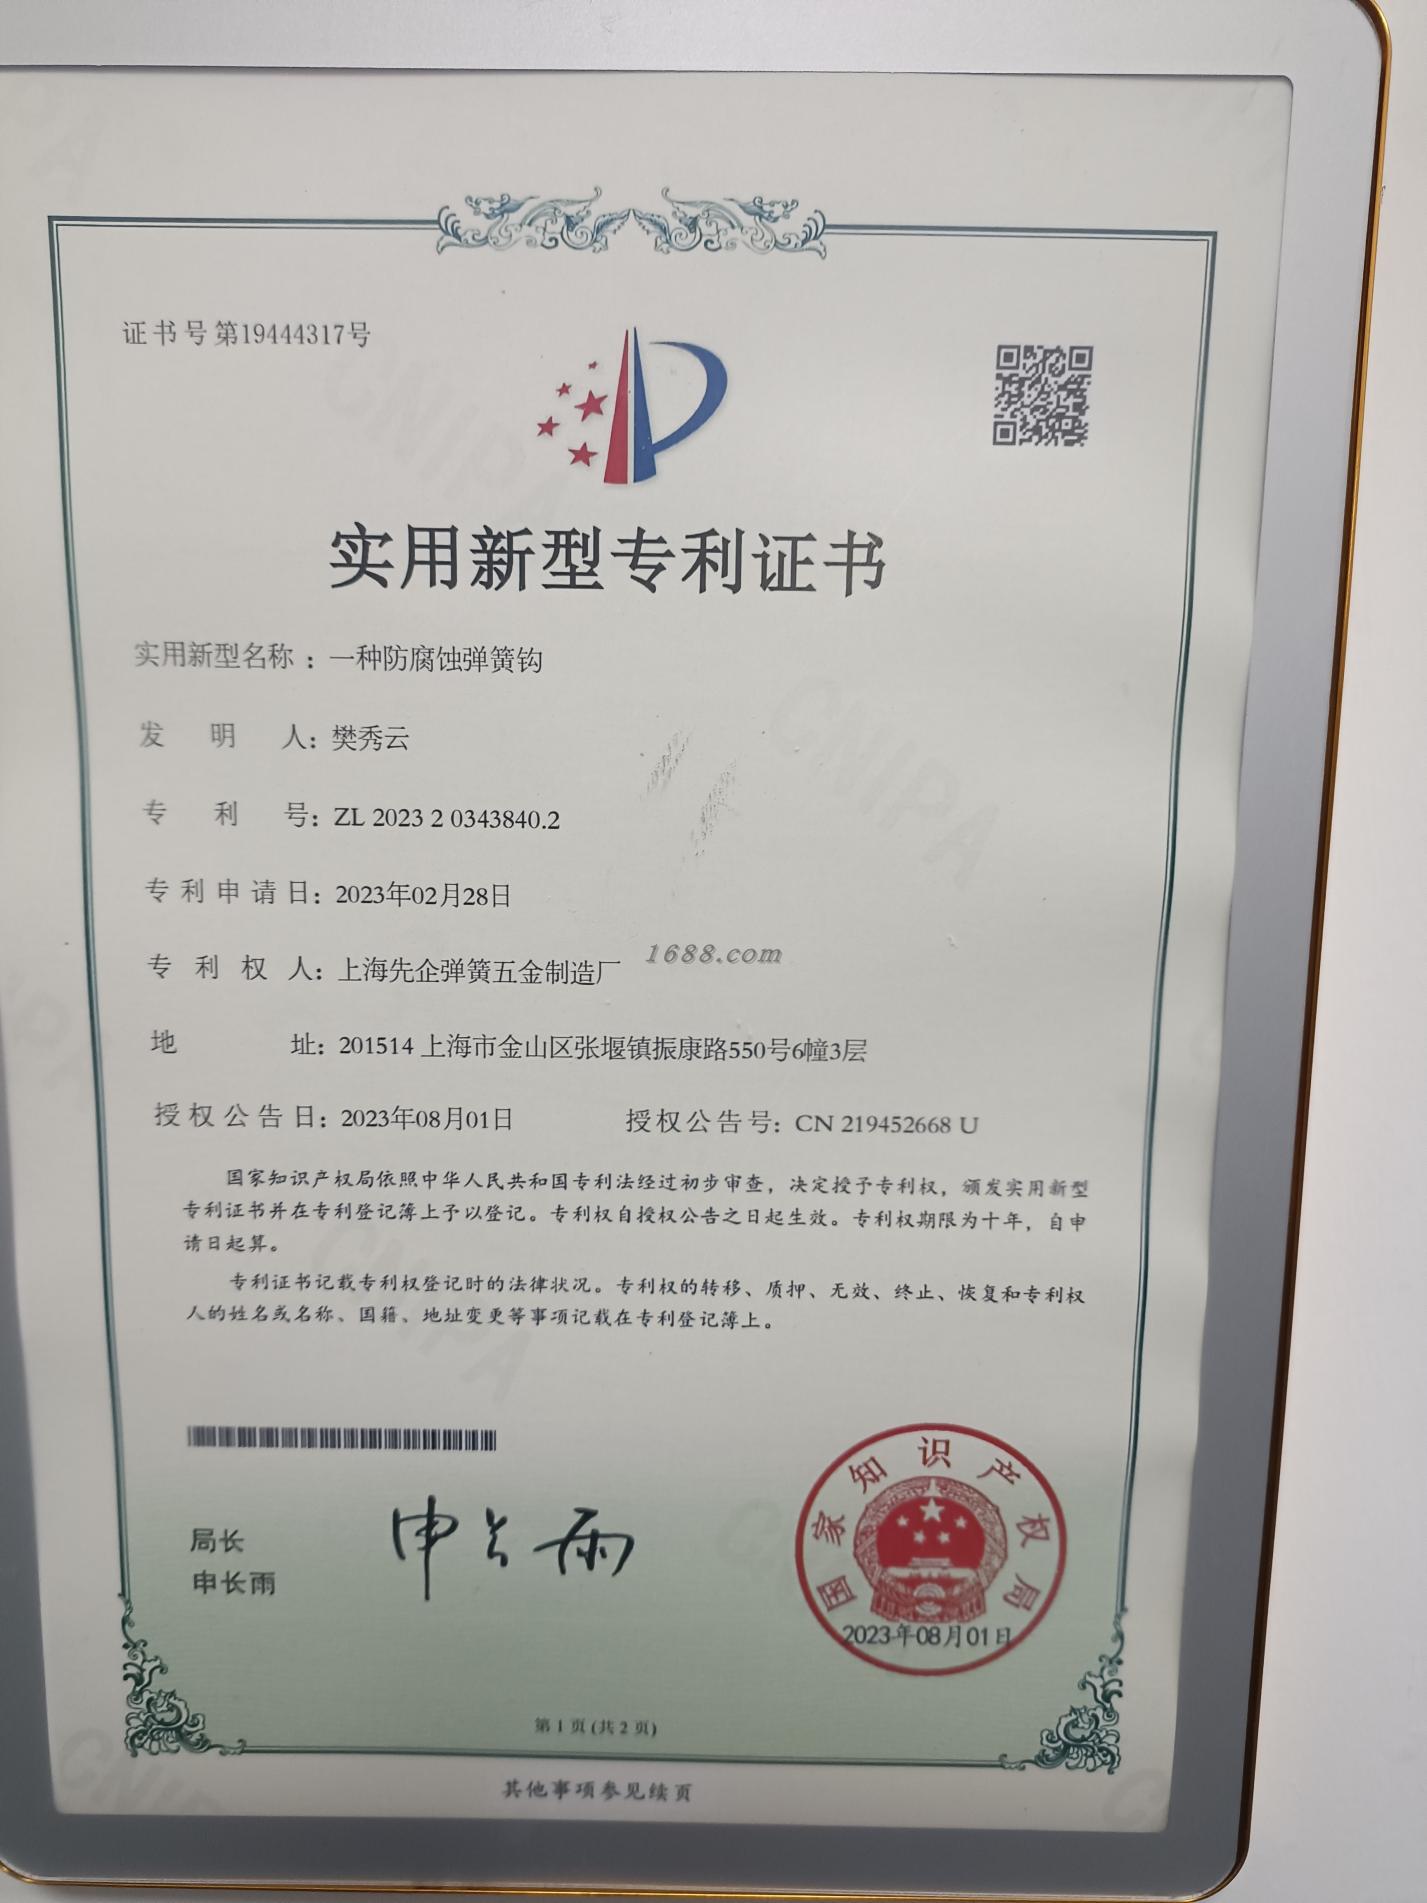 证书号第19444317号
实用新型专利证书
实用新型名称：一种防腐蚀弹簧钩
发明人：樊秀云
专利号：ZL 2023 2 0343840.2
专利申请日：2023年02月28日
专利权人：上海先企弹簧五金制造厂
1688.com
地址：201514 上海市金山区张堰镇振康路550号6幢3层
授权公告日：2023年08月01日 授权公告号：CN 219452668 U
国家知识产权局依照中华人民共和国专利法经过初步审查，决定授予专利权，颁发实用新型
专利证书并在专利登记簿上予以登记。专利权自授权公告之日起生效。专利权期限为十年，自申
请日起算。
专利证书记载专利权登记时的法律状况。专利权的转移、质押、无效、终止、恢复和专利权
人的姓名或名称、国籍、地址变更等事项记载在专利登记簿上。
局长
申长雨
申长雨
国家知识产权局
2023年08月01日
第 1 页 (共 2 页)
其他事项参见续页
CNIPA
CNIPA
CNIPA